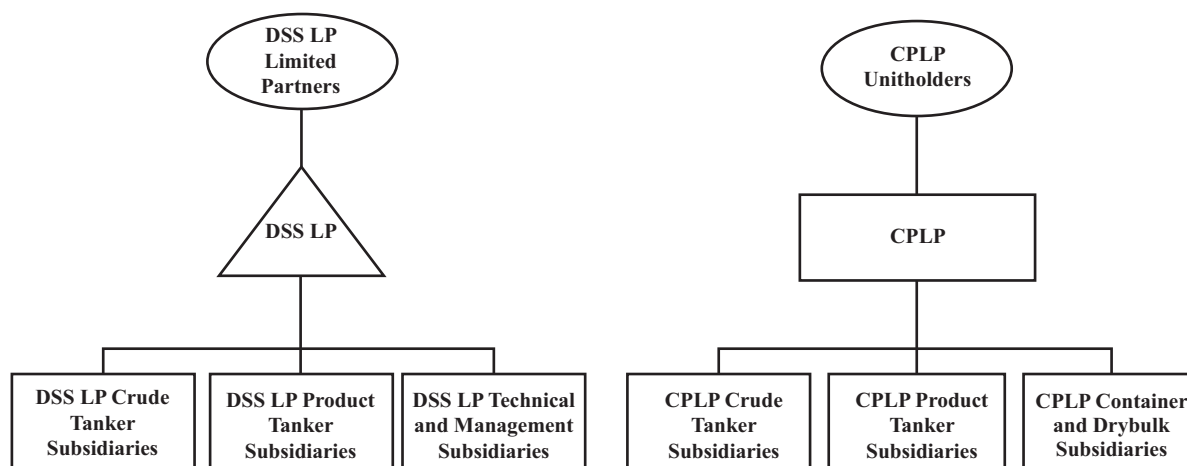 DSS LP
Limited
Partners
CPLP
Unitholders
DSS LP
CPLP
DSS LP Crude
Tanker
Subsidiaries
DSS LP Product
Tanker
Subsidiaries
DSS LP Technical
and Management
Subsidiaries
CPLP Crude
Tanker
Subsidiaries
CPLP Product
Tanker
Subsidiaries
CPLP Container
and Drybulk
Subsidiaries